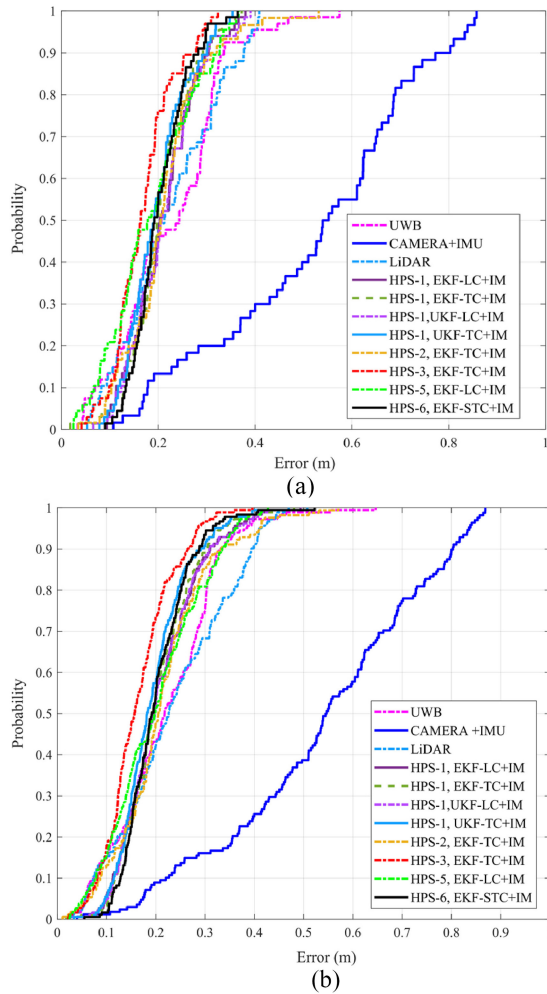 1
0.9
0.8
0.7
0.6
0.5
0.4
0.3
0.2
0.1
0
Probability
UWB
CAMERA+IMU
LiDAR
HPS-1, EKF-LC+IM
HPS-1, EKF-TC+IM
HPS-1,UKF-LC+IM
HPS-1, UKF-TC+IM
HPS-2, EKF-TC+IM
HPS-3, EKF-TC+IM
HPS-5, EKF-LC+IM
HPS-6, EKF-STC+IM
0 0.2 0.4 0.6 0.8 1
Error (m)
(a)
1
0.9
0.8
0.7
0.6
0.5
0.4
0.3
0.2
0.1
0
Probability
UWB
CAMERA +IMU
LiDAR
HPS-1, EKF-LC+IM
HPS-1, EKF-TC+IM
HPS-1,UKF-LC+IM
HPS-1, UKF-TC+IM
HPS-2, EKF-TC+IM
HPS-3, EKF-TC+IM
HPS-5, EKF-LC+IM
HPS-6, EKF-STC+IM
0 0.1 0.2 0.3 0.4 0.5 0.6 0.7 0.8 0.9
Error (m)
(b)